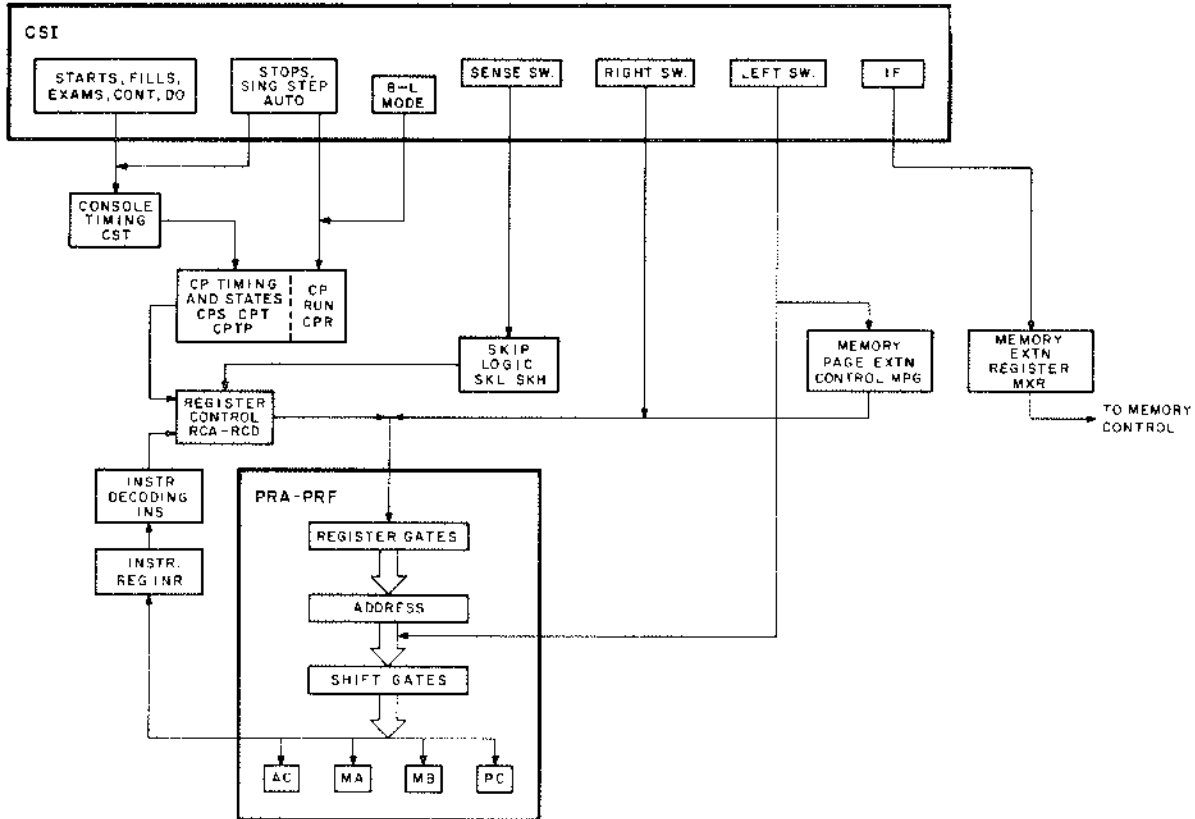 CSI
STARTS, FILLS,
EXAMS, CONT, DO
STOPS,
SING STEP
AUTO
8-L
MODE
SENSE SW.
RIGHT SW.
LEFT SW.
IF
CONSOLE
TIMING
CST
CP TIMING
AND STATES
CPS CPT
CPTP
CP
RUN
CPR
SKIP
LOGIC
SKL SKH
MEMORY
PAGE EXTN
CONTROL MPG
MEMORY
EXTN
REGISTER
MXR
TO MEMORY
CONTROL
REGISTER
CONTROL
RCA-RCD
INSTR
DECODING
INS
INSTR.
REG INR
PRA-PRF
REGISTER GATES
ADDRESS
SHIFT GATES
AC
MA
MB
PC